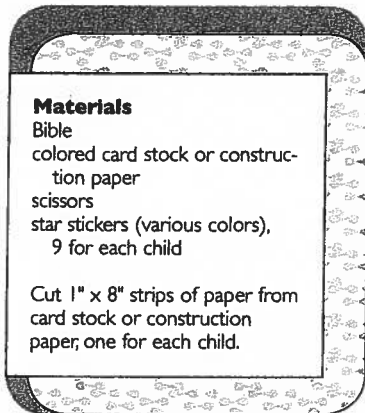 Materials
Bible
colored card stock or construc-
tion paper
scissors
star stickers (various colors),
9 for each child
Cut 1" x 8" strips of paper from
card stock or construction
paper, one for each child.